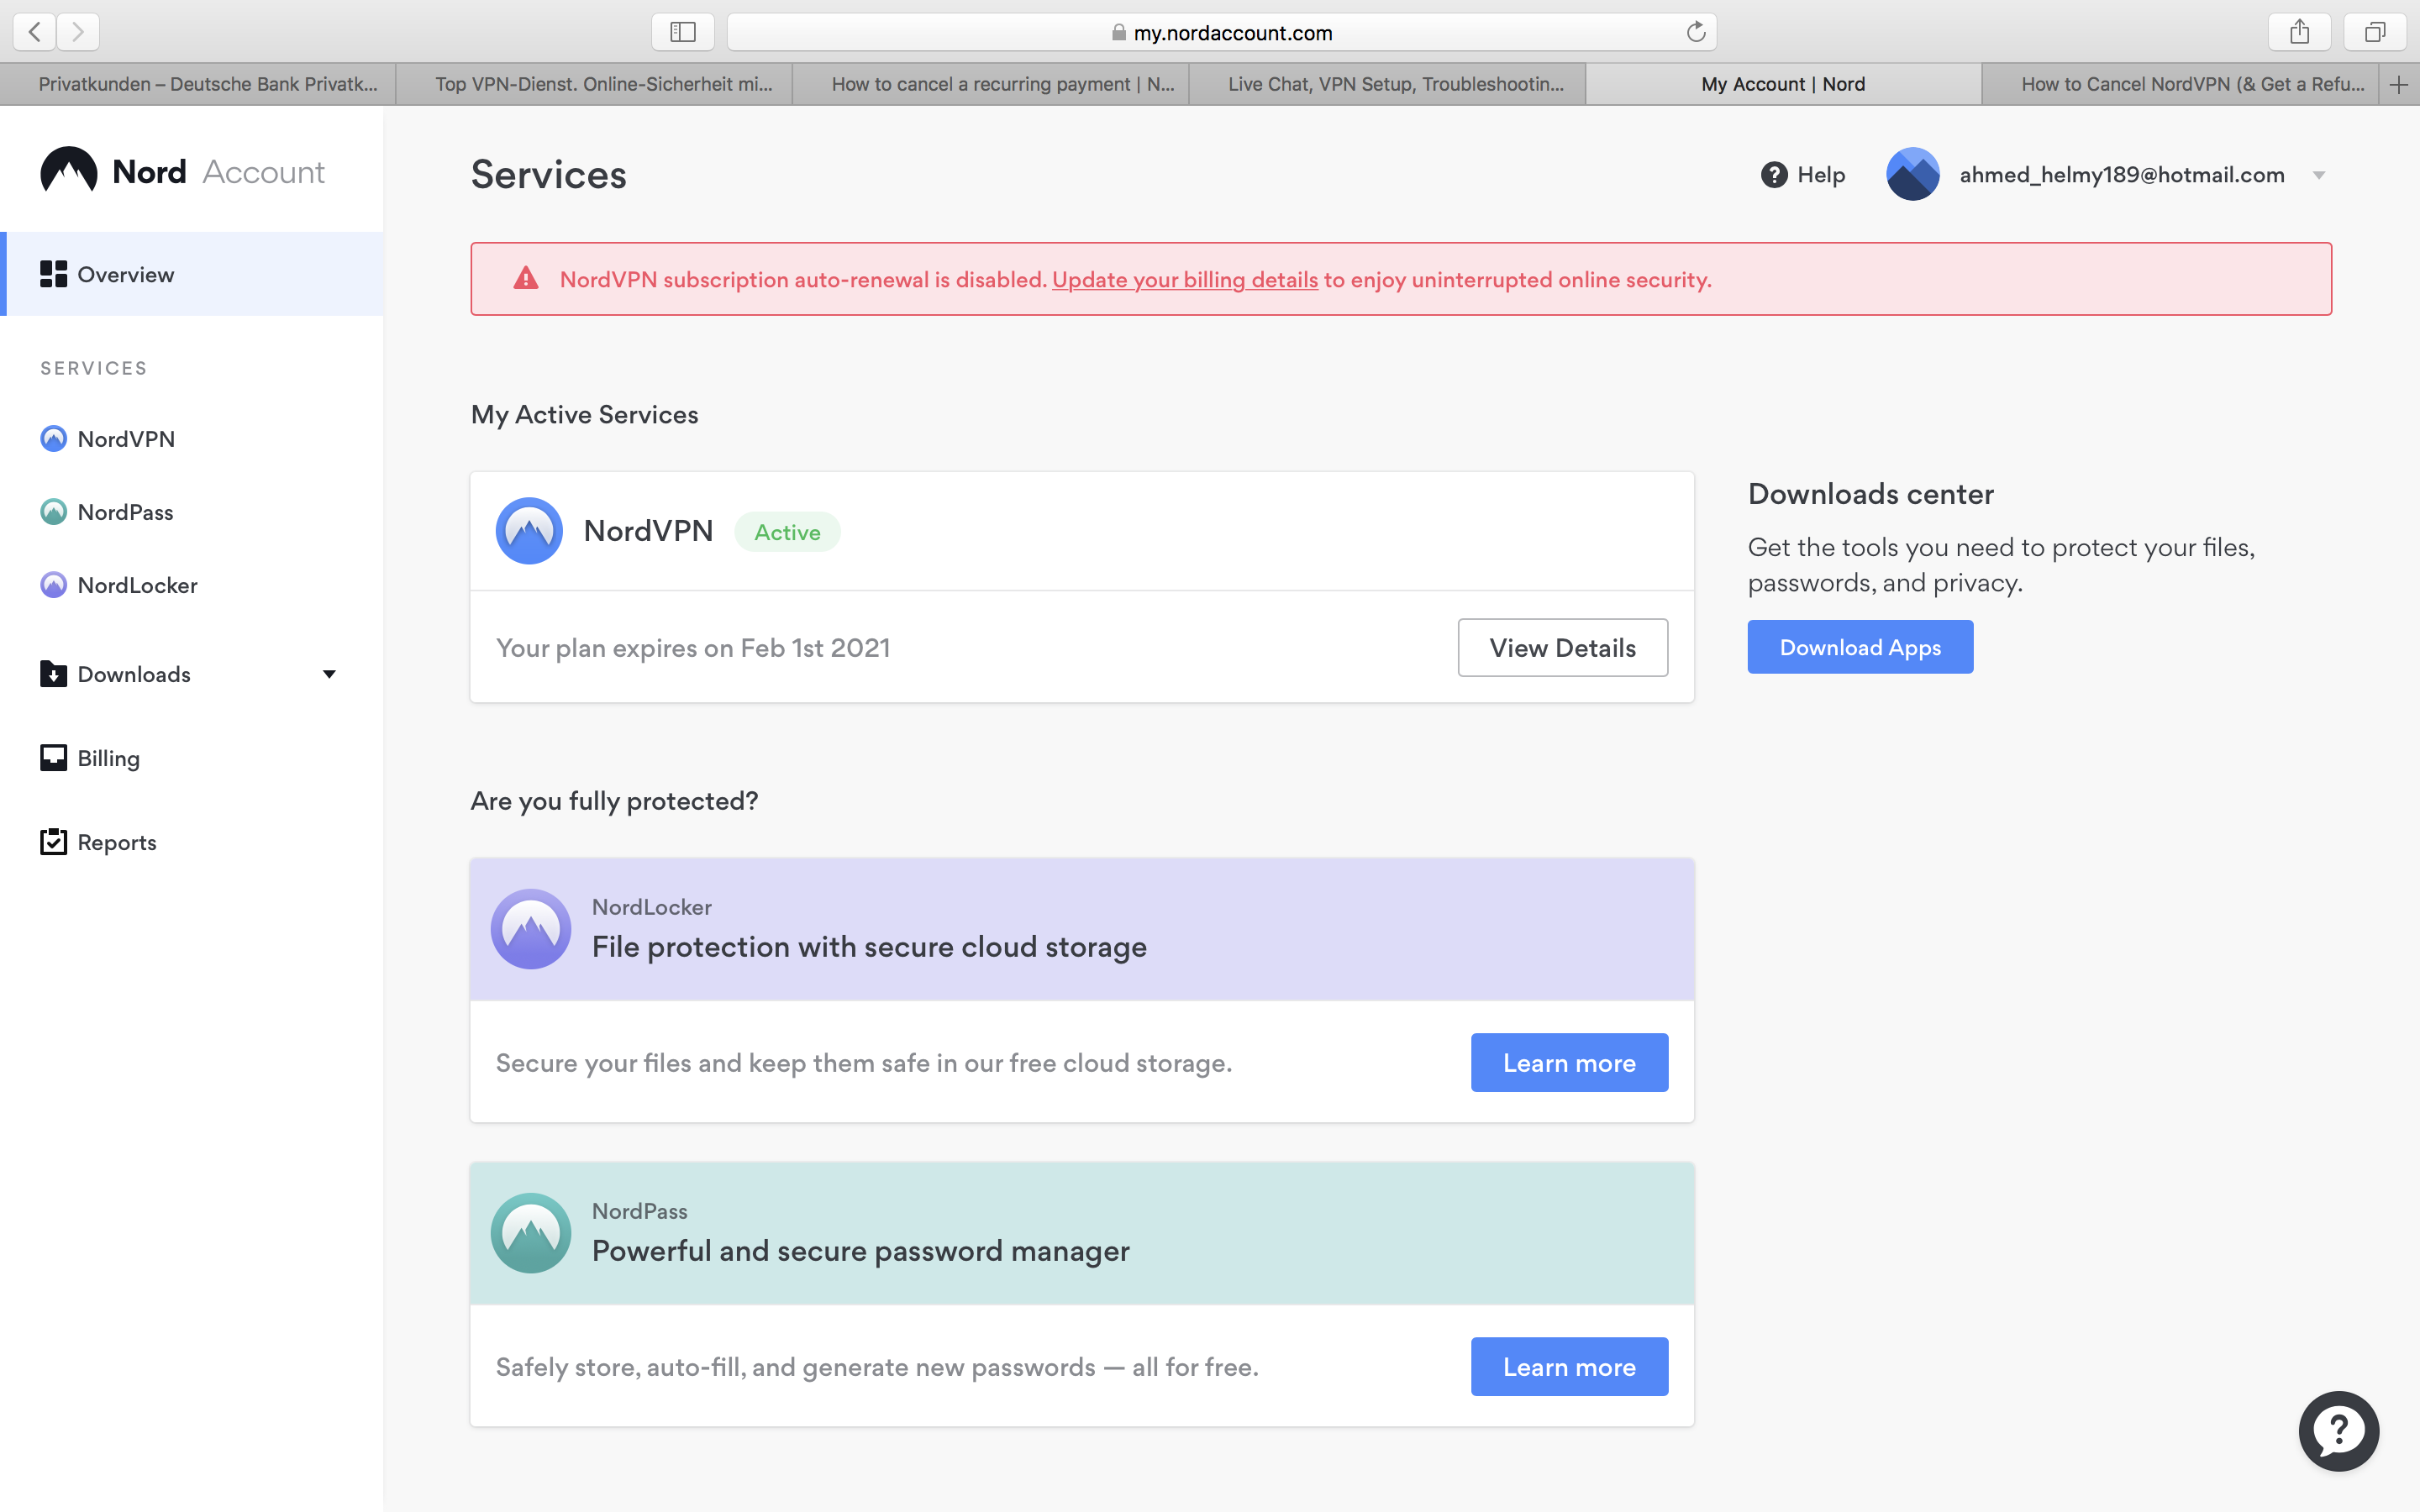 my.nordaccount.com
Privatkunden – Deutsche Bank Privatk...
Top VPN-Dienst. Online-Sicherheit mi...
How to cancel a recurring payment | N...
Live Chat, VPN Setup, Troubleshootin...
My Account | Nord
How to Cancel NordVPN (& Get a Refu...
Nord Account
Overview
SERVICES
NordVPN
NordPass
NordLocker
Downloads
Billing
Reports
Services
Help
ahmed_helmy189@hotmail.com
NordVPN subscription auto-renewal is disabled. Update your billing details to enjoy uninterrupted online security.
My Active Services
NordVPN Active
Your plan expires on Feb 1st 2021
View Details
Downloads center
Get the tools you need to protect your files,
passwords, and privacy.
Download Apps
Are you fully protected?
NordLocker
File protection with secure cloud storage
Secure your files and keep them safe in our free cloud storage.
Learn more
NordPass
Powerful and secure password manager
Safely store, auto-fill, and generate new passwords — all for free.
Learn more